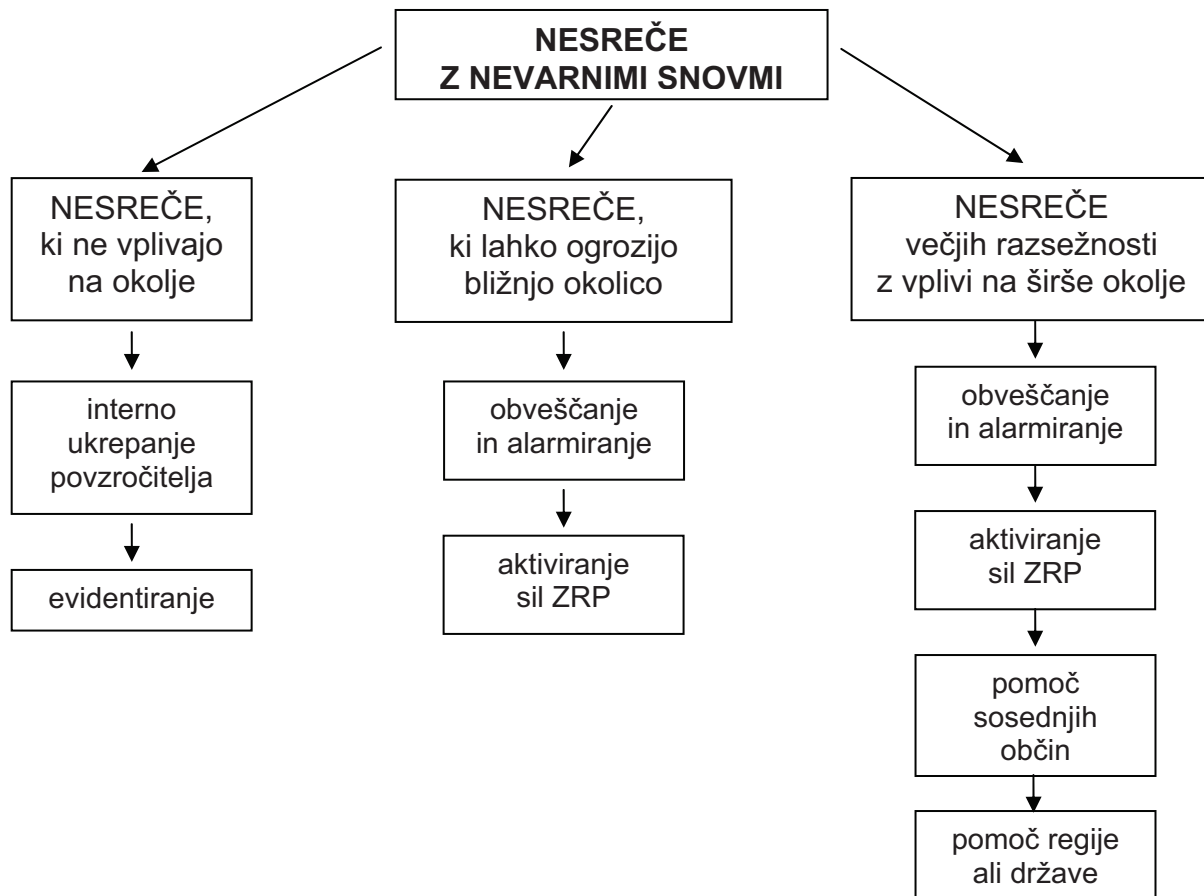 NESREČE
Z NEVARNIMI SNOVMI
NESREČE,
ki ne vplivajo
na okolje
interno
ukrepanje
povzročitelja
evidentiranje
NESREČE,
ki lahko ogrozijo
bližnjo okolico
obveščanje
in alarmiranje
aktiviranje
sil ZRP
NESREČE
večjih razsežnosti
z vplivi na širše okolje
obveščanje
in alarmiranje
aktiviranje
sil ZRP
pomoč
sosednjih
občin
pomoč regije
ali države